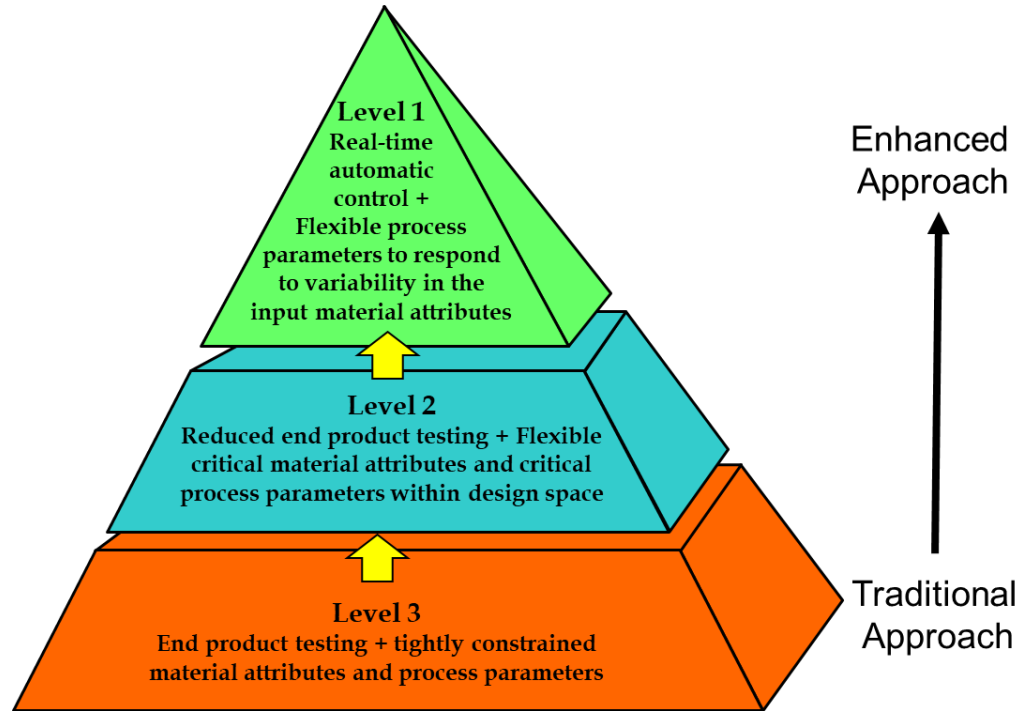 Level 1
Real-time
automatic
control +
Flexible process
parameters to respond
to variability in the
input material attributes
Enhanced
Approach
Level 2
Reduced end product testing + Flexible
critical material attributes and critical
process parameters within design space
Level 3
End product testing + tightly constrained
material attributes and process parameters
Traditional
Approach